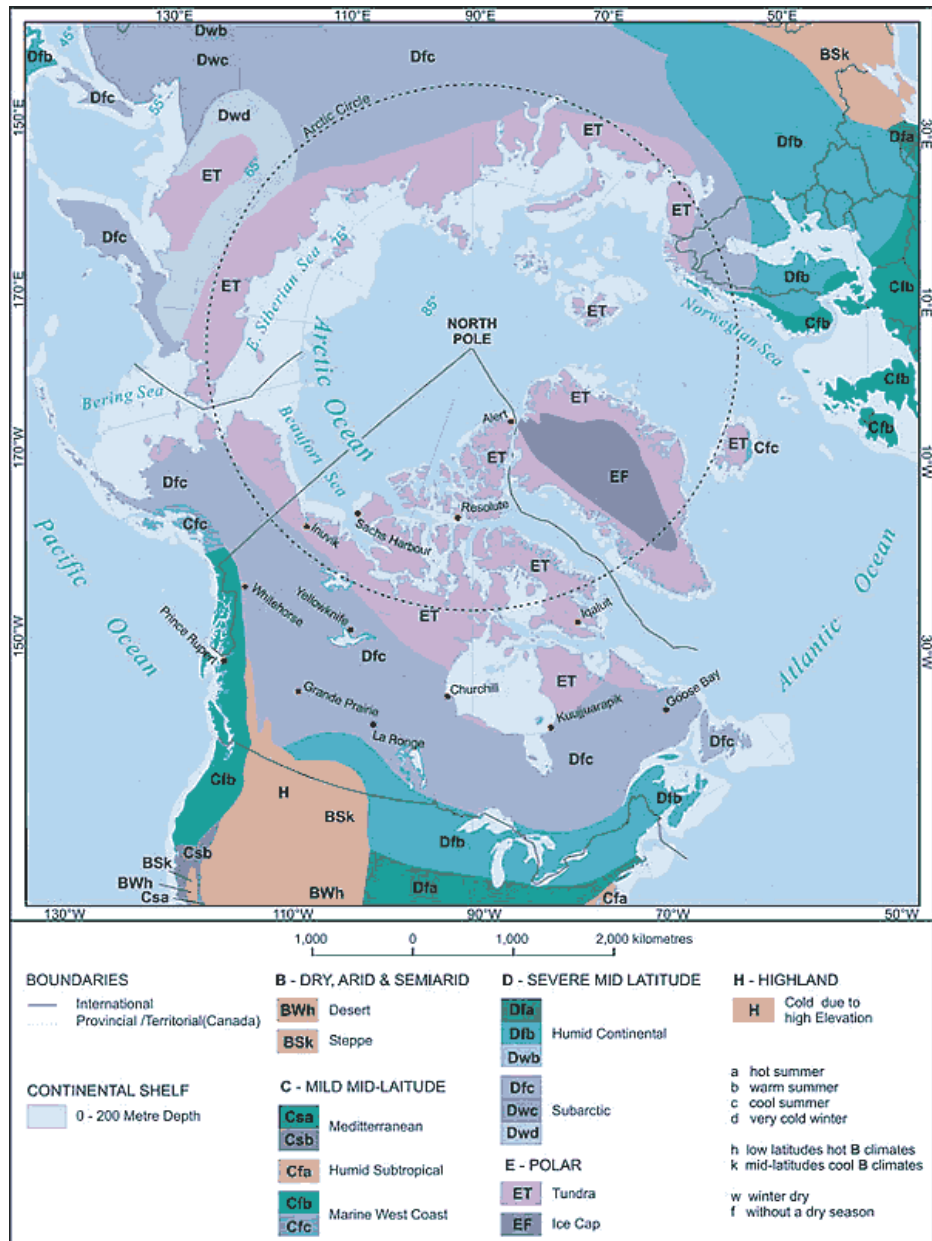 130°E 110°E 90°E 70°E 50°E
45°
Dfb
Dwb
Dwc
Dfc
BSk
Dfc
55°
Dwd
Arctic Circle
ET
Dfa
150°E
30°E
Dfb
ET
65°
ET
Dfc
75°
ET
E. Siberian Sea
Dfb
Cfb
170°E
10°E
85°
ET
Norwegian Sea
Cfb
NORTH
POLE
Arctic Ocean
Bering Sea
Beaufort Sea
Alert
ET
Cfb
Cfb
170°W
10°W
ET
Cfc
ET
EF
Dfc
Cfc
Inuvik
Sachs Harbour
Resolute
Pacific Ocean
Atlantic Ocean
Whitehorse
Yellowknife
ET
ET
Iqaluit
150°W
30°W
Prince Rupert
Dfc
Grande Prairie
La Ronge
Churchill
ET
Kuujjuarapik
Goose Bay
Dfc
Dfc
Cfb
H
BSk
Dfb
Dfb
Csb
BSk
BWh
Csa
BWh
Dfa
Cfa
130°W 110°W 90°W 70°W 50°W
1,000 0 1,000 2,000 kilometres
BOUNDARIES
International
Provincial /Territorial(Canada)
CONTINENTAL SHELF
0 - 200 Metre Depth
B - DRY, ARID & SEMIARID
BWh Desert
BSk Steppe
C - MILD MID-LAITUDE
Csa
Csb
Mediterranean
Cfa Humid Subtropical
Cfb
Cfc
Marine West Coast
D - SEVERE MID LATITUDE
Dfa
Dfb
Dwb
Humid Continental
Dfc
Dwc
Dwd
Subarctic
E - POLAR
ET Tundra
EF Ice Cap
H - HIGHLAND
H Cold due to
high Elevation
a hot summer
b warm summer
c cool summer
d very cold winter
h low latitudes hot B climates
k mid-latitudes cool B climates
w winter dry
f without a dry season